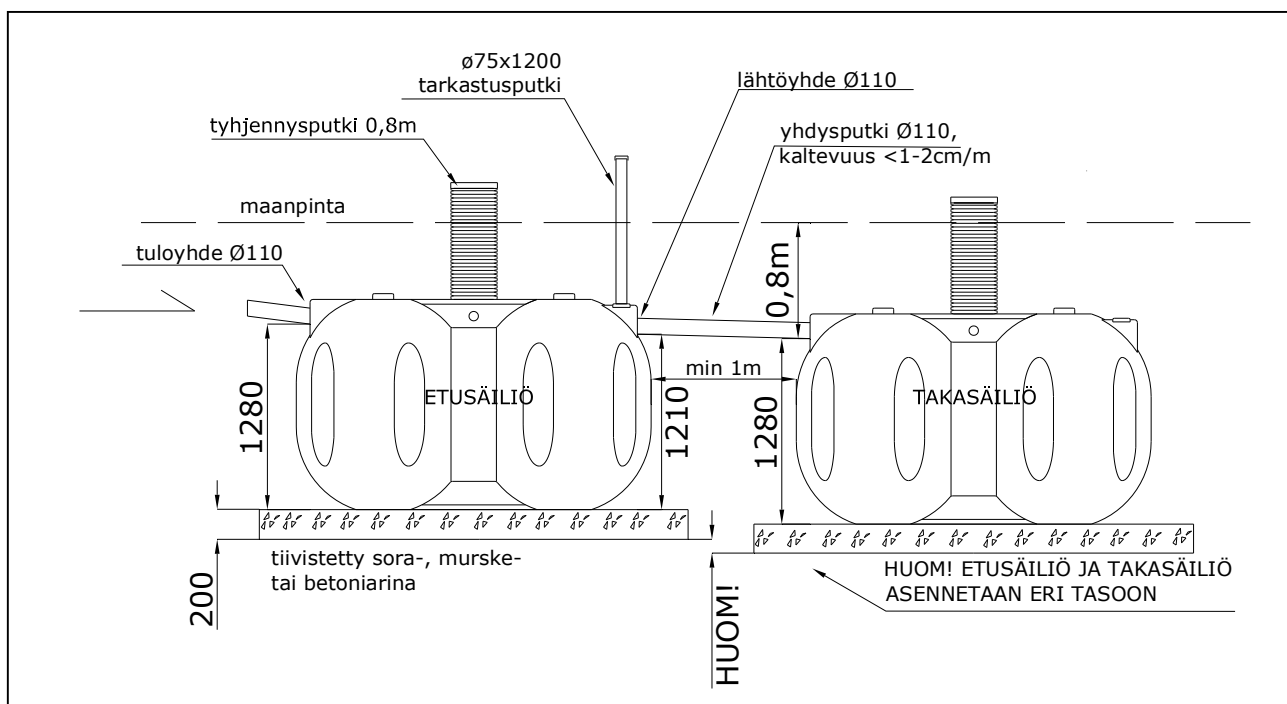 ø75x1200
tarkastusputki
lähtöyhde Ø110
tyhjennysputki 0,8m
yhdysputki Ø110,
kaltevuus <1-2cm/m
maanpinta
tuloyhde Ø110
0,8m
min 1m
ETUSÄILIÖ
TAKASÄILIÖ
1280
1210
1280
tiivistetty sora-, murske-
tai betoniarina
200
HUOM!
HUOM! ETUSÄILIÖ JA TAKASÄILIÖ
ASENNETAAN ERI TASOON